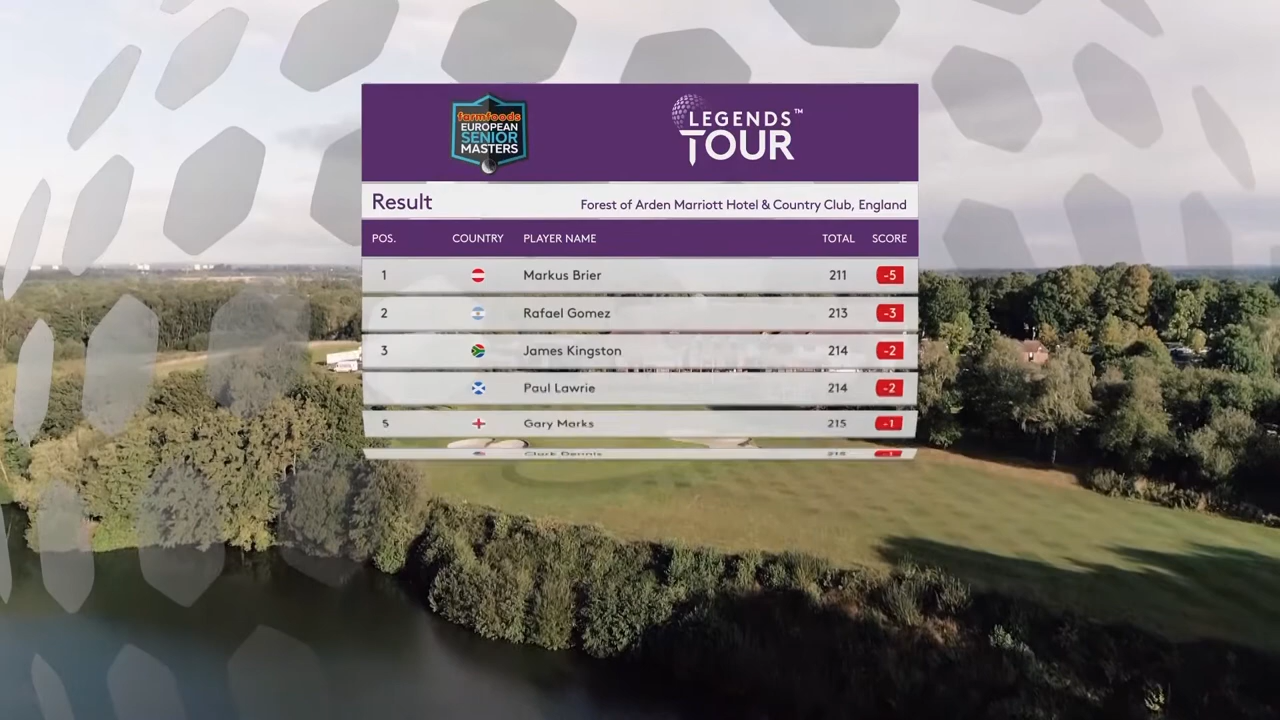 farmfoods
EUROPEAN
SENIOR
MASTERS
LEGENDS™
TOUR
Result Forest of Arden Marriott Hotel & Country Club, England
POS. COUNTRY PLAYER NAME TOTAL SCORE
1 Markus Brier 211 -5
2 Rafael Gomez 213 -3
3 James Kingston 214 -2
Paul Lawrie 214 -2
5 Gary Marks 215 -1